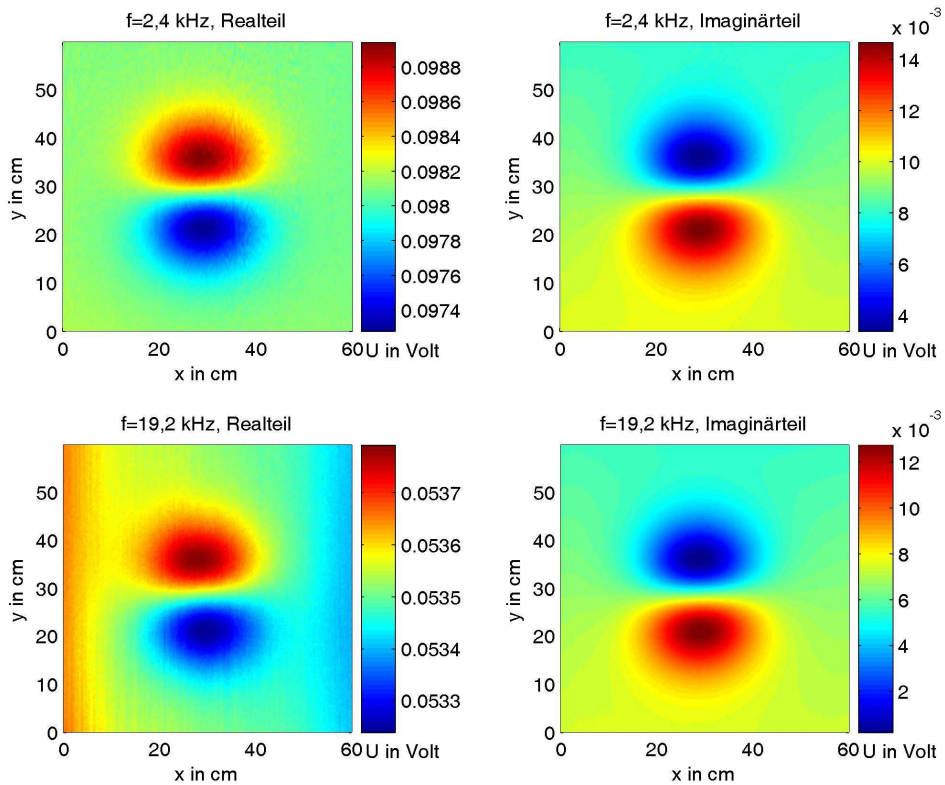 f=2,4 kHz, Realteil
50
40
30
20
10
0
y in cm
0 20 40 60
x in cm
0.0988
0.0986
0.0984
0.0982
0.098
0.0978
0.0976
0.0974
U in Volt
f=2,4 kHz, Imaginärteil
x 10⁻³
50
40
30
20
10
0
y in cm
0 20 40 60
x in cm
14
12
10
8
6
4
U in Volt
f=19,2 kHz, Realteil
50
40
30
20
10
0
y in cm
0 20 40 60
x in cm
0.0537
0.0536
0.0535
0.0534
0.0533
U in Volt
f=19,2 kHz, Imaginärteil
x 10⁻³
50
40
30
20
10
0
y in cm
0 20 40 60
x in cm
12
10
8
6
4
2
U in Volt